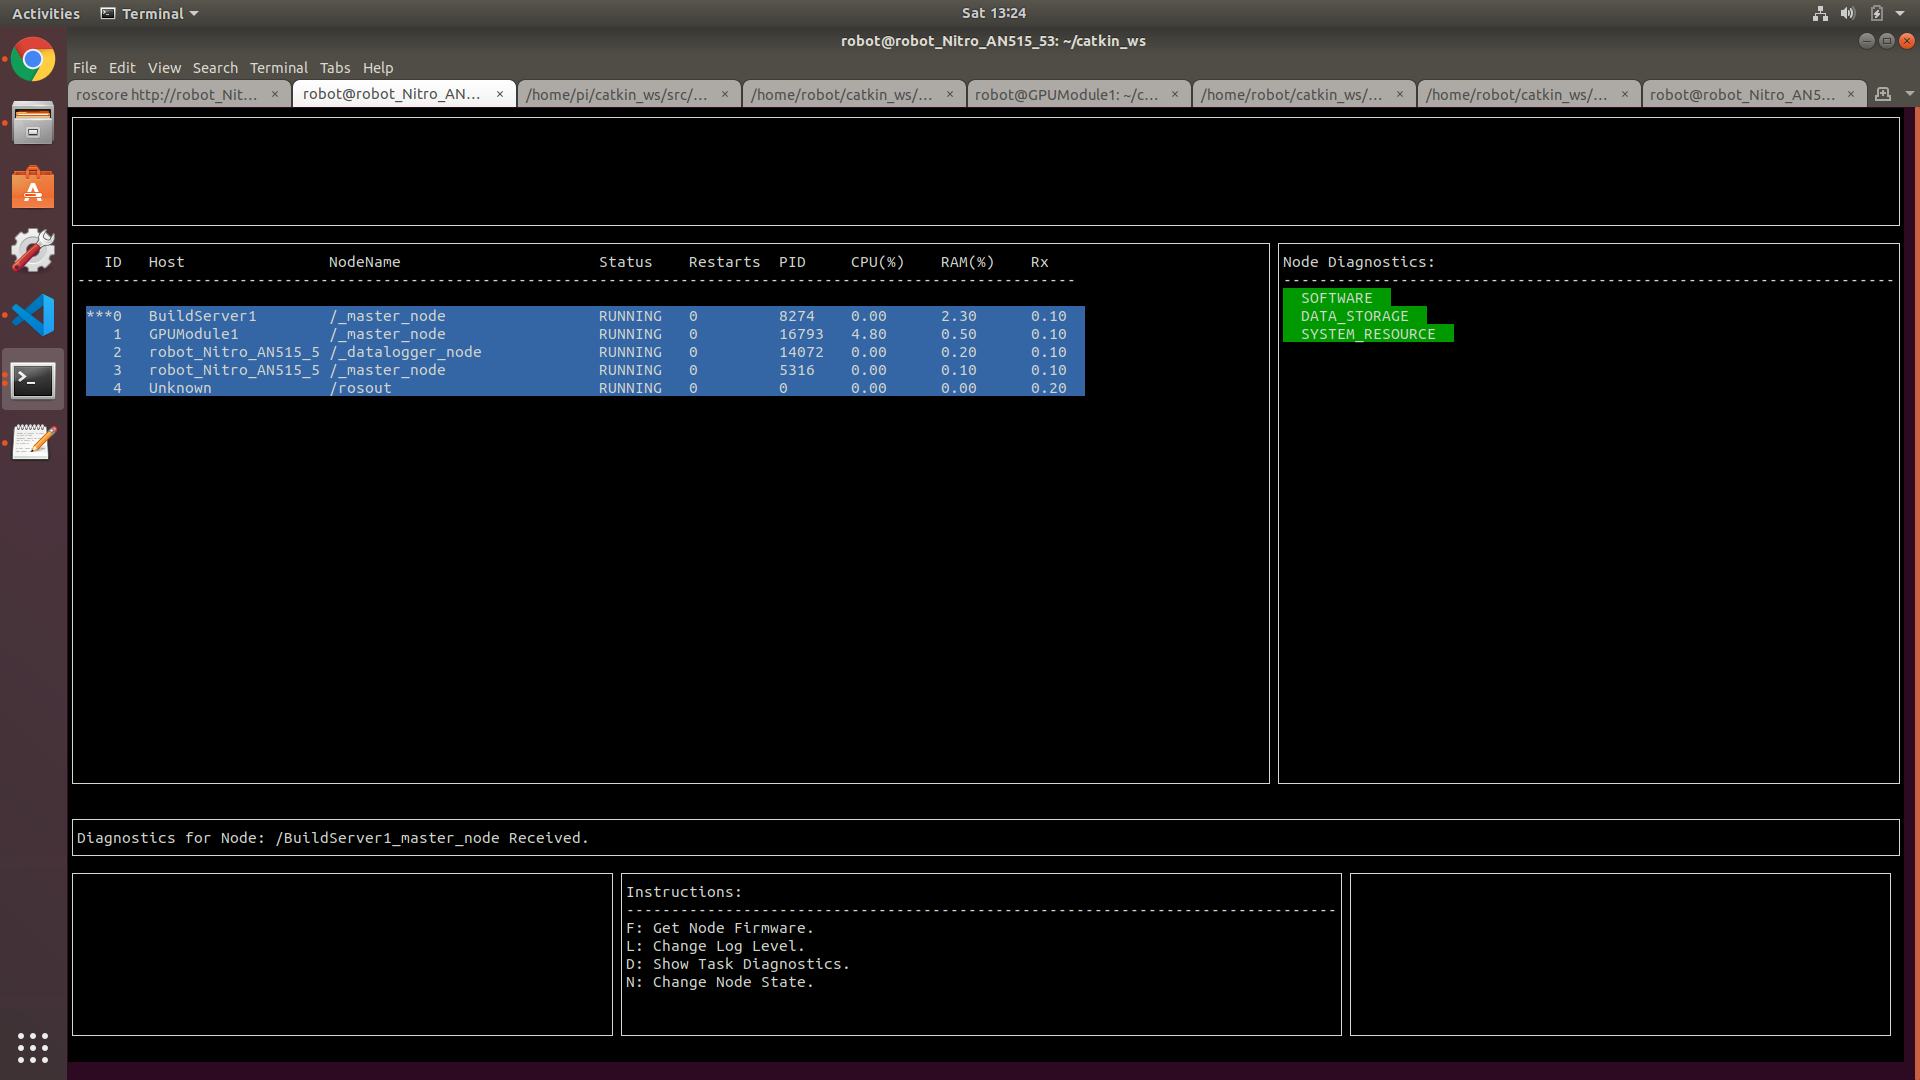 Activities Terminal Sat 13:24
robot@robot_Nitro_AN515_53: ~/catkin_ws
File Edit View Search Terminal Tabs Help
roscore http://robot_Nit... × robot@robot_Nitro_AN... × /home/pi/catkin_ws/src/... × /home/robot/catkin_ws/... × robot@GPUModule1: ~/c... × /home/robot/catkin_ws/... × /home/robot/catkin_ws/... × robot@robot_Nitro_AN5... ×
ID Host NodeName Status Restarts PID CPU(%) RAM(%) Rx
***0 BuildServer1 /_master_node RUNNING 0 8274 0.00 2.30 0.10
1 GPUModule1 /_master_node RUNNING 0 16793 4.80 0.50 0.10
2 robot_Nitro_AN515_5 /_datalogger_node RUNNING 0 14072 0.00 0.20 0.10
3 robot_Nitro_AN515_5 /_master_node RUNNING 0 5316 0.00 0.10 0.10
4 Unknown /rosout RUNNING 0 0 0.00 0.00 0.20
Node Diagnostics:
SOFTWARE
DATA_STORAGE
SYSTEM_RESOURCE
Diagnostics for Node: /BuildServer1_master_node Received.
Instructions:
F: Get Node Firmware.
L: Change Log Level.
D: Show Task Diagnostics.
N: Change Node State.